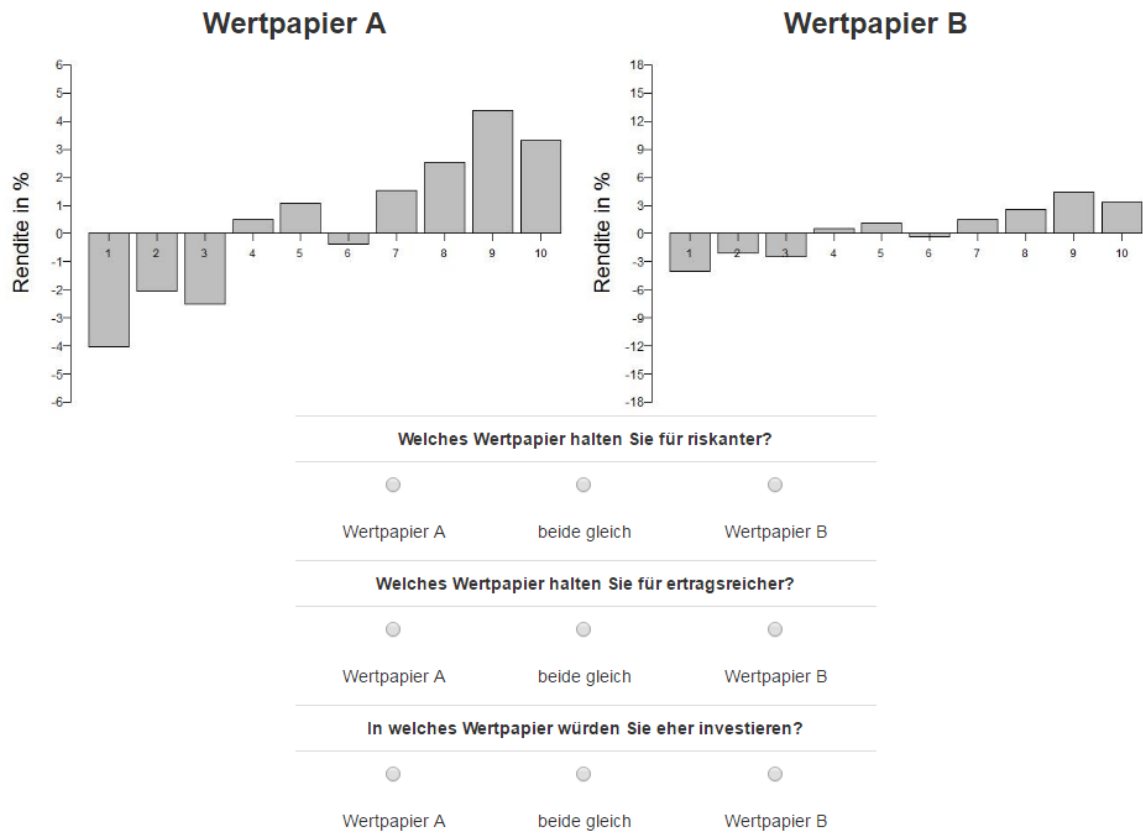 Wertpapier A
Rendite in %
6
5
4
3
2
1
0
-1
-2
-3
-4
-5
-6
1 2 3 4 5 6 7 8 9 10
Wertpapier B
Rendite in %
18
15
12
9
6
3
0
-3
-6
-9
-12
-15
-18
1 2 3 4 5 6 7 8 9 10
Welches Wertpapier halten Sie für riskanter?
Wertpapier A beide gleich Wertpapier B
Welches Wertpapier halten Sie für ertragsreicher?
Wertpapier A beide gleich Wertpapier B
In welches Wertpapier würden Sie eher investieren?
Wertpapier A beide gleich Wertpapier B